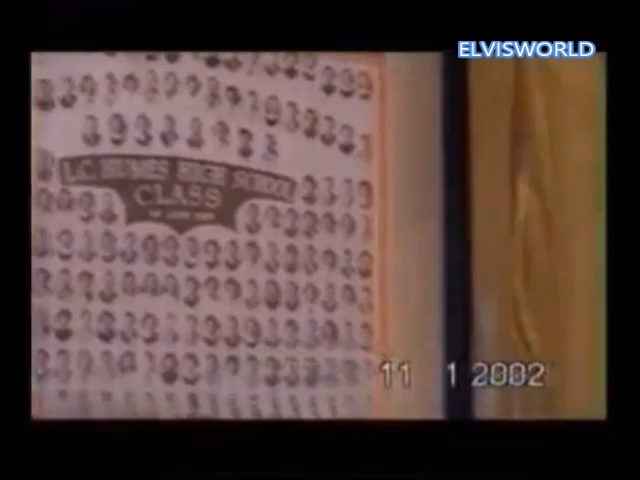 ELVISWORLD
L.C. HUMES HIGH SCHOOL
CLASS
11 1 2002